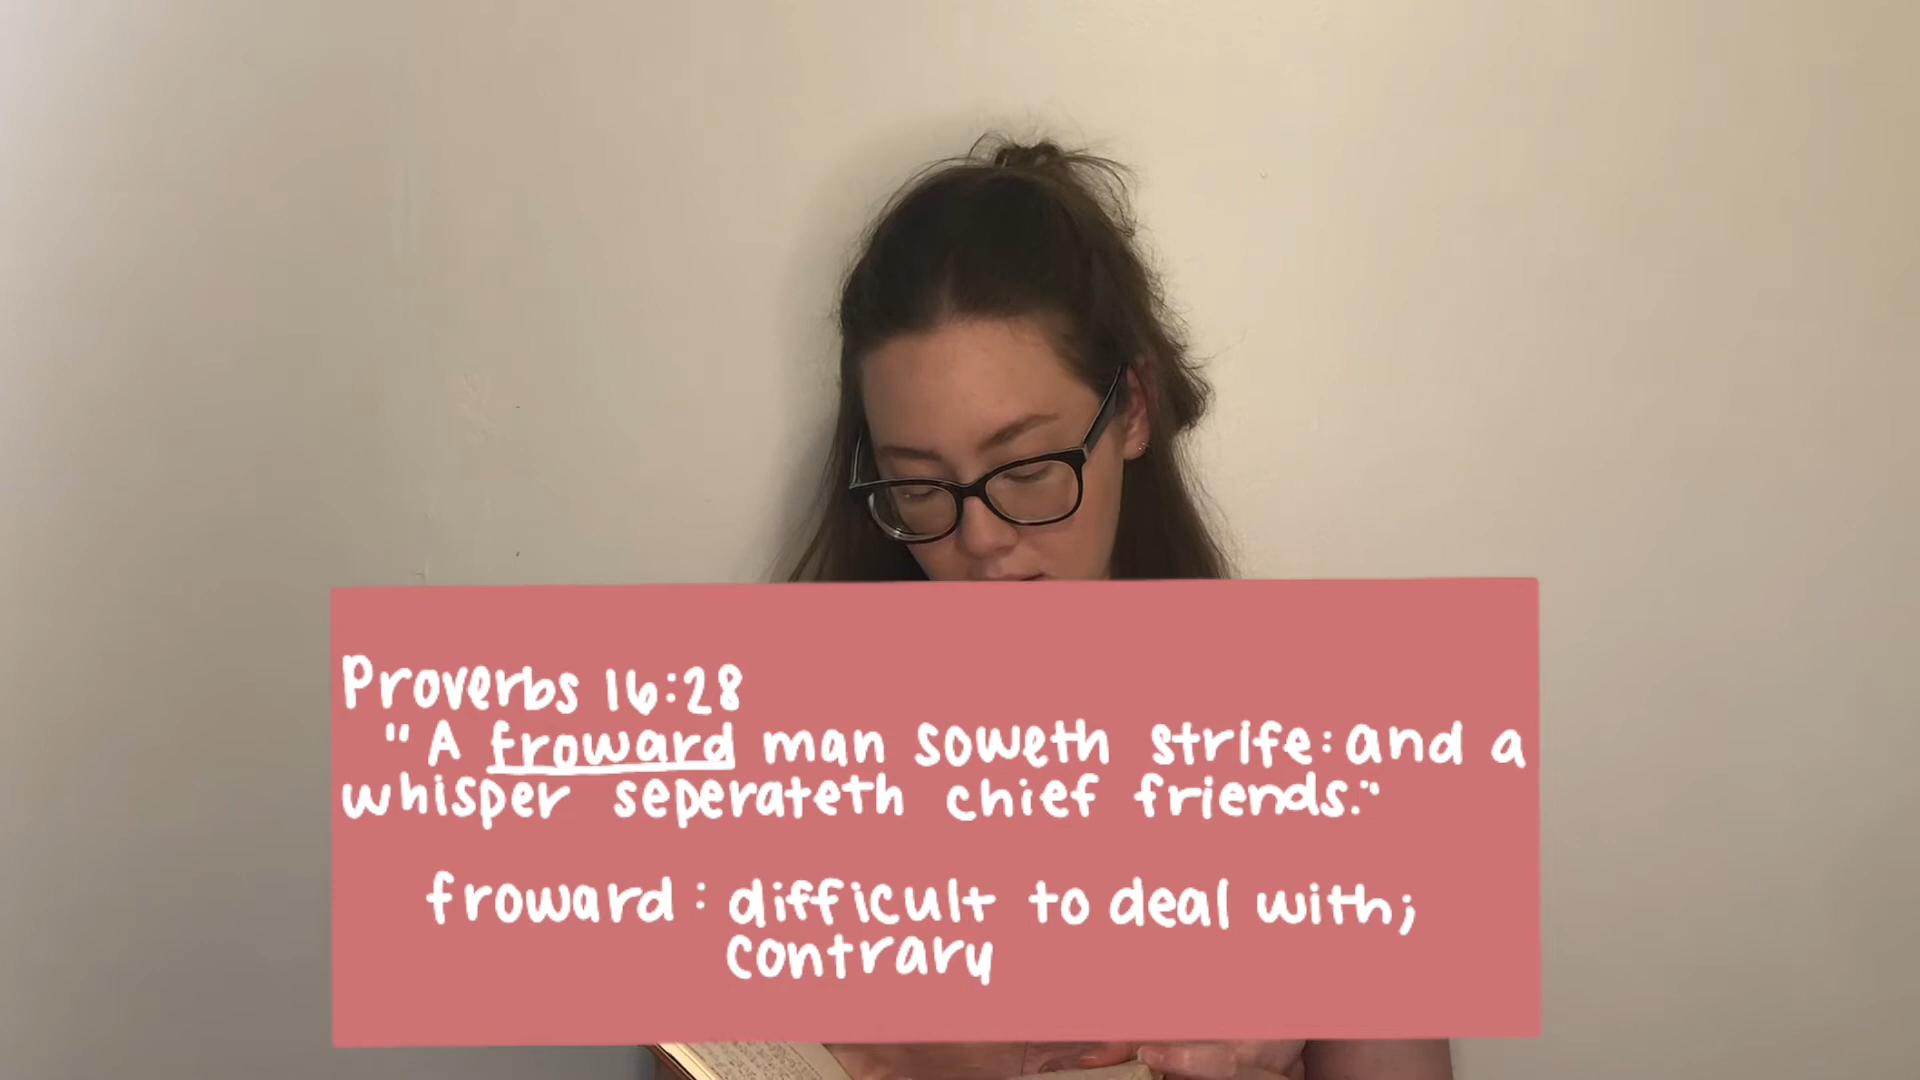 Proverbs 16:28
"A froward man soweth strife: and a
whisper seperateth chief friends."
froward: difficult to deal with;
contrary